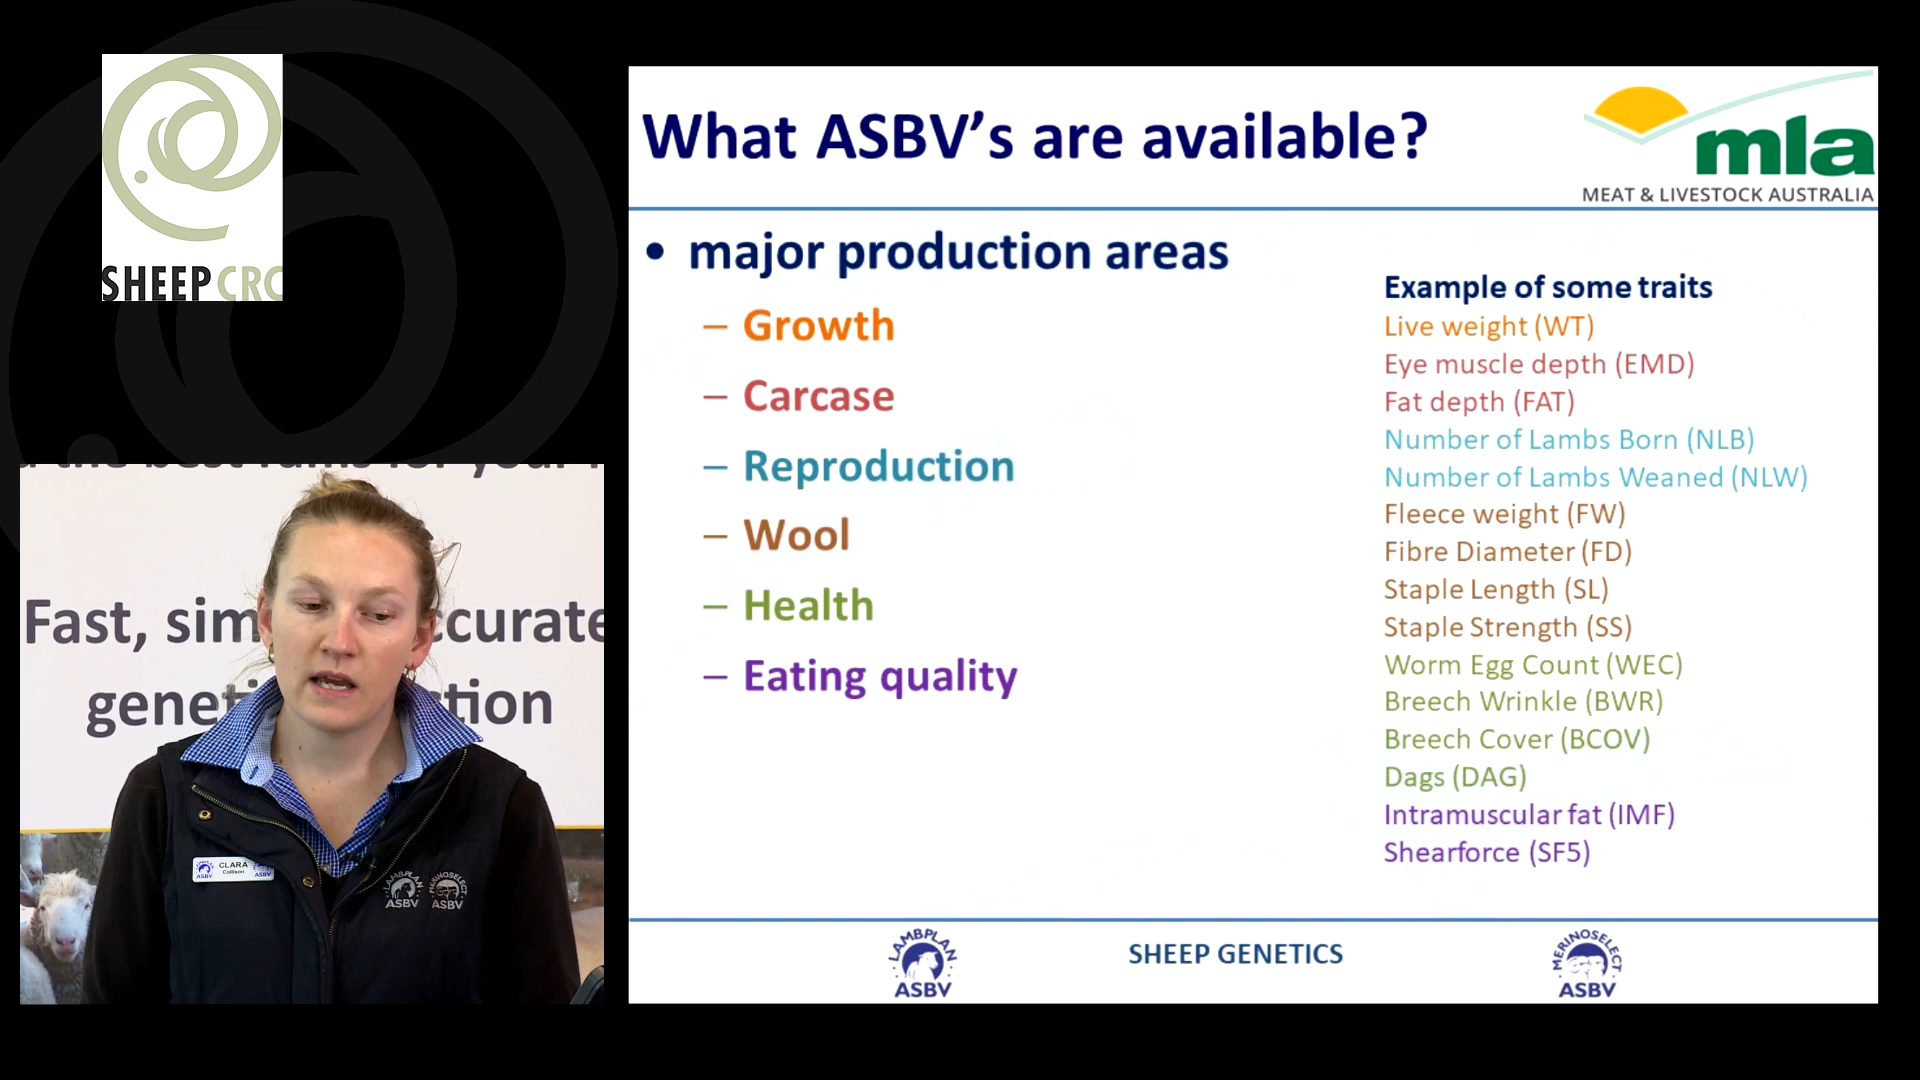 SHEEP CRC
Fast, sim ccurate
gene tion
CLARA
Collison
ASBV
ASBV
LAMBPLAN
ASBV
MERINOSELECT
ASBV
What ASBV's are available?
mla
MEAT & LIVESTOCK AUSTRALIA
• major production areas
– Growth
– Carcase
– Reproduction
– Wool
– Health
– Eating quality
Example of some traits
Live weight (WT)
Eye muscle depth (EMD)
Fat depth (FAT)
Number of Lambs Born (NLB)
Number of Lambs Weaned (NLW)
Fleece weight (FW)
Fibre Diameter (FD)
Staple Length (SL)
Staple Strength (SS)
Worm Egg Count (WEC)
Breech Wrinkle (BWR)
Breech Cover (BCOV)
Dags (DAG)
Intramuscular fat (IMF)
Shearforce (SF5)
LAMBPLAN
ASBV
SHEEP GENETICS
MERINOSELECT
ASBV